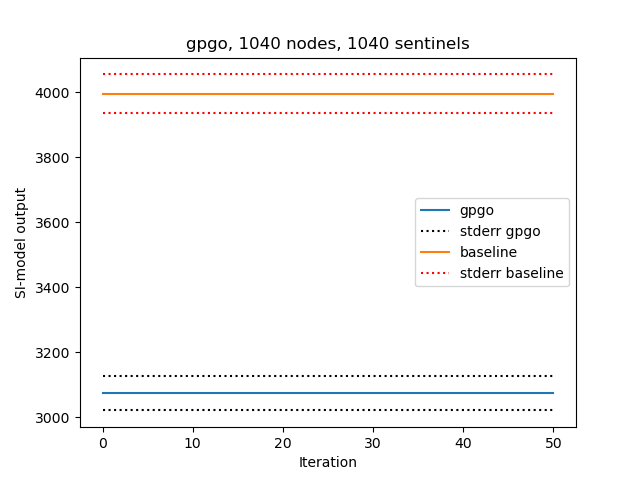 gpgo, 1040 nodes, 1040 sentinels
SI-model output
4000
3800
3600
3400
3200
3000
gpgo
stderr gpgo
baseline
stderr baseline
0 10 20 30 40 50
Iteration